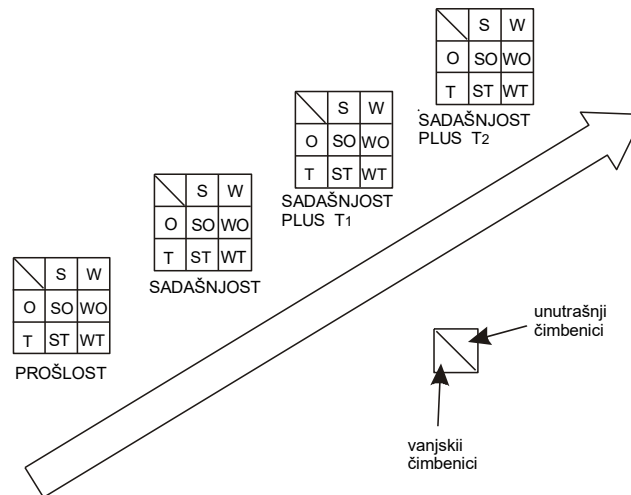 S W
O SO WO
T ST WT
SADAŠNJOST
PLUS T2
S W
O SO WO
T ST WT
SADAŠNJOST
PLUS T1
S W
O SO WO
T ST WT
SADAŠNJOST
S W
O SO WO
T ST WT
PROŠLOST
unutrašnji
čimbenici
vanjskii
čimbenici